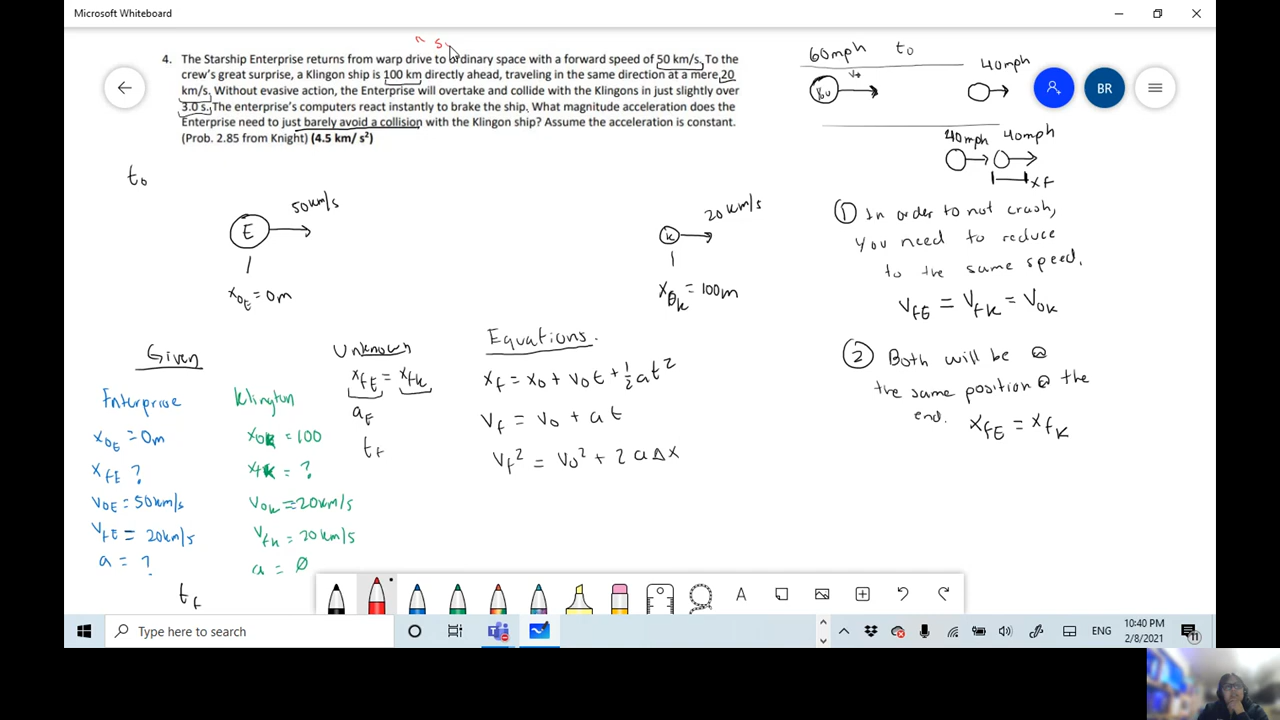 Microsoft Whiteboard
4. The Starship Enterprise returns from warp drive to ordinary space with a forward speed of 50 km/s. To the
crew's great surprise, a Klingon ship is 100 km directly ahead, traveling in the same direction at a mere 20
km/s. Without evasive action, the Enterprise will overtake and collide with the Klingons in just slightly over
3.0 s. The enterprise's computers react instantly to brake the ship. What magnitude acceleration does the
Enterprise need to just barely avoid a collision with the Klingon ship? Assume the acceleration is constant.
(Prob. 2.85 from Knight) (4.5 km/ s²)
60mph t₀
40mph
You
40mph 40mph
xF
BR
t₀
E
50km/s
x₀E = 0m
k
20km/s
x₀k = 100m
① In order to not crash,
you need to reduce
to the same speed.
VfE = Vfk = V0k
② Both will be @
the same position @ the
end. XfE = Xfk
Given
Enterprise
X0E = 0m
XfE ?
V0E = 50km/s
VfE = 20km/s
a = ?
tf
Klington
X0k = 100
Xfk = ?
V0k = 20km/s
Vfk = 20km/s
a = ∅
Unknown
XfE = Xfk
aE
tf
Equations.
Xf = X0 + V0t + ½at²
Vf = V0 + at
Vf² = V0² + 2aΔX
A
Type here to search
ENG
10:40 PM
2/8/2021
11